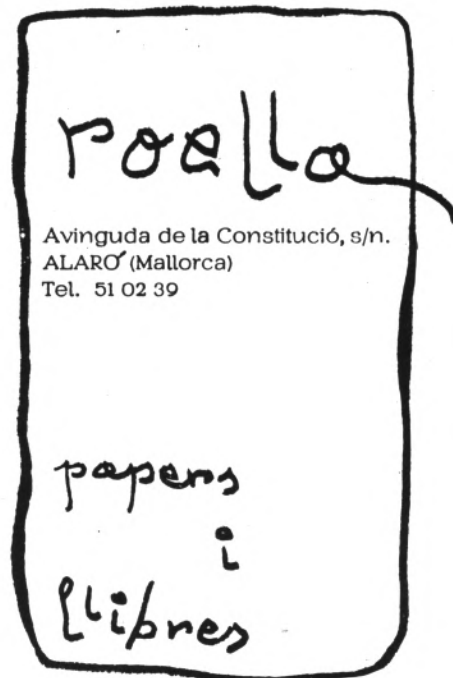 roella
Avinguda de la Constitució, s/n.
ALARÓ (Mallorca)
Tel. 51 02 39
papers
i
llibres